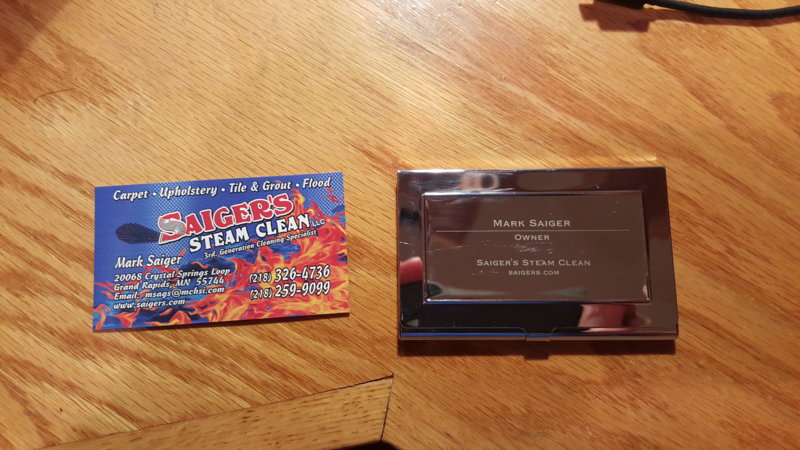 Carpet • Upholstery • Tile & Grout • Flood
SAIGER'S
STEAM CLEAN LLC
3rd. Generation Cleaning Specialist
Mark Saiger
20068 Crystal Springs Loop
Grand Rapids, MN 55744
Email: msags@mchsi.com
www.saigers.com
(218) 326-4736
(218) 259-9099
MARK SAIGER
OWNER
SAIGER'S STEAM CLEAN
SAIGERS.COM